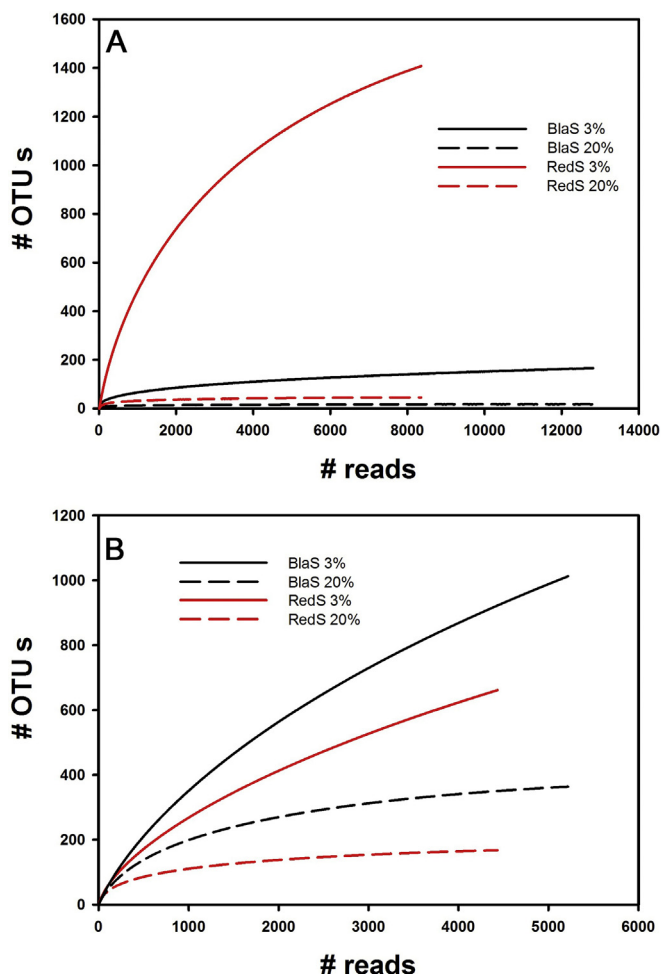 A
# OTU s
1600
1400
1200
1000
800
600
400
200
0
BlaS 3%
BlaS 20%
RedS 3%
RedS 20%
0 2000 4000 6000 8000 10000 12000 14000
# reads
B
# OTU s
1200
1000
800
600
400
200
0
BlaS 3%
BlaS 20%
RedS 3%
RedS 20%
0 1000 2000 3000 4000 5000 6000
# reads